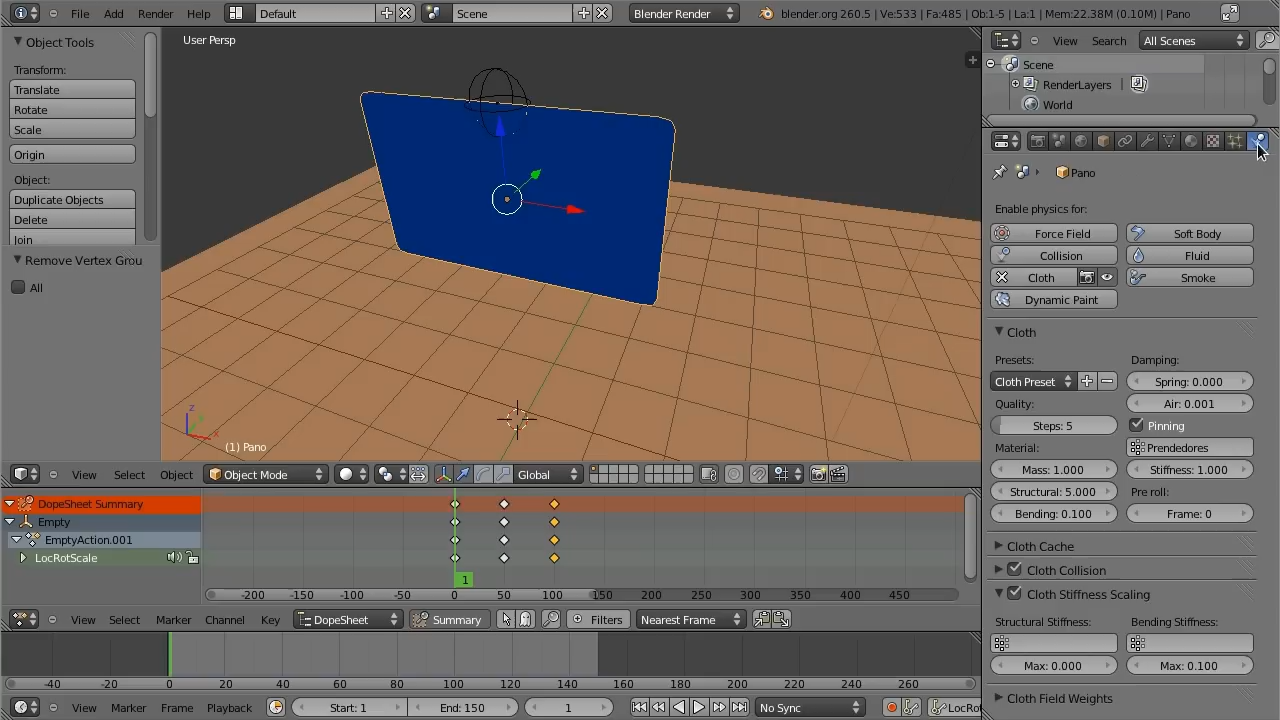 File Add Render Help Default Scene Blender Render blender.org 260.5 | Ve:533 | Fa:485 | Ob:1-5 | La:1 | Mem:22.38M (0.10M) | Pano
Object Tools
Transform:
Translate
Rotate
Scale
Origin
Object:
Duplicate Objects
Delete
Join
Remove Vertex Grou
All
User Persp
z
y
x
(1) Pano
View Select Object Object Mode Global
DopeSheet Summary
Empty
EmptyAction.001
LocRotScale
1
-200 -150 -100 -50 0 50 100 150 200 250 300 350 400 450
View Select Marker Channel Key DopeSheet Summary Filters Nearest Frame
-40 -20 0 20 40 60 80 100 120 140 160 180 200 220 240 260
View Marker Frame Playback Start: 1 End: 150 1 No Sync LocRot
View Search All Scenes
Scene
RenderLayers
World
Pano
Enable physics for:
Force Field Soft Body
Collision Fluid
Cloth Smoke
Dynamic Paint
Cloth
Presets: Damping:
Cloth Preset Spring: 0.000
Quality: Air: 0.001
Steps: 5 Pinning
Material: Prendedores
Mass: 1.000 Stiffness: 1.000
Structural: 5.000 Pre roll:
Bending: 0.100 Frame: 0
Cloth Cache
Cloth Collision
Cloth Stiffness Scaling
Structural Stiffness: Bending Stiffness:
Max: 0.000 Max: 0.100
Cloth Field Weights